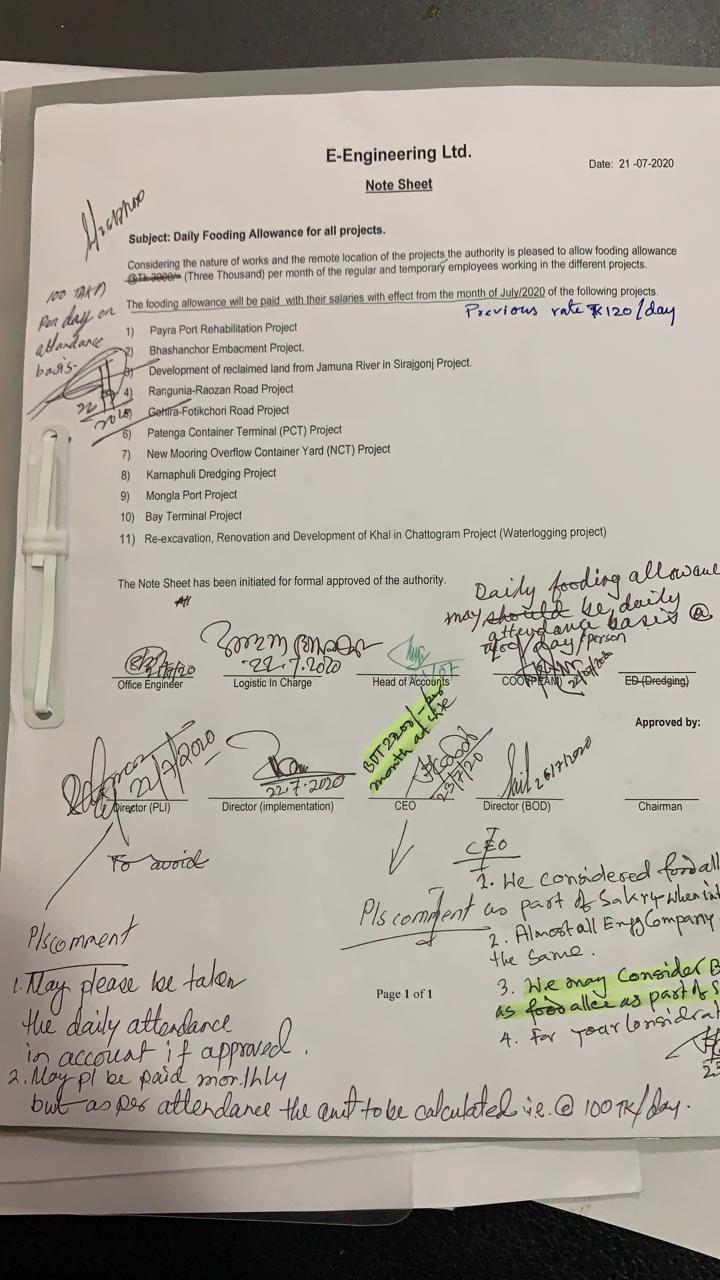 E-Engineering Ltd.
Date: 21 -07-2020
Note Sheet
Subject: Daily Fooding Allowance for all projects.
Considering the nature of works and the remote location of the projects the authority is pleased to allow fooding allowance
@Tk 3000/= (Three Thousand) per month of the regular and temporary employees working in the different projects.
The fooding allowance will be paid with their salaries with effect from the month of July/2020 of the following projects.
Previous rate Tk 120/day
100 TAKA
Per day on
attandance
basis.
22
2020
1) Payra Port Rehabilitation Project
2) Bhashanchor Embacment Project.
3) Development of reclaimed land from Jamuna River in Sirajgonj Project.
4) Rangunia-Raozan Road Project
5) Gehira-Fotikchori Road Project
6) Patenga Container Terminal (PCT) Project
7) New Mooring Overflow Container Yard (NCT) Project
8) Karnaphuli Dredging Project
9) Mongla Port Project
10) Bay Terminal Project
11) Re-excavation, Renovation and Development of Khal in Chattogram Project (Waterlogging project)
The Note Sheet has been initiated for formal approved of the authority.
Daily fooding allowance
may should be daily
attendance basis @
/day/person
22.7.2020
Office Engineer
Logistic In Charge
Head of Accounts
ED (Dredging)
Approved by:
BDT 2200/- per
month at site
22/7/2020
22.7.2020
23/7/20
26/7/2020
Director (PLI)
Director (implementation)
CEO
Director (BOD)
Chairman
To avoid
CEO
1. We considered food all
Pls comment
as part of Salary when
2. Almost all Engg Company
the same.
3. We may Consider B
as food allce as part of S
4. For your Considerat
Page 1 of 1
Pls comment
1. May please be taken
the daily attendance
in account if approved.
2. May pl be paid monthly
but as per attendance the amt to be calculated i.e. @ 100 TK/day.